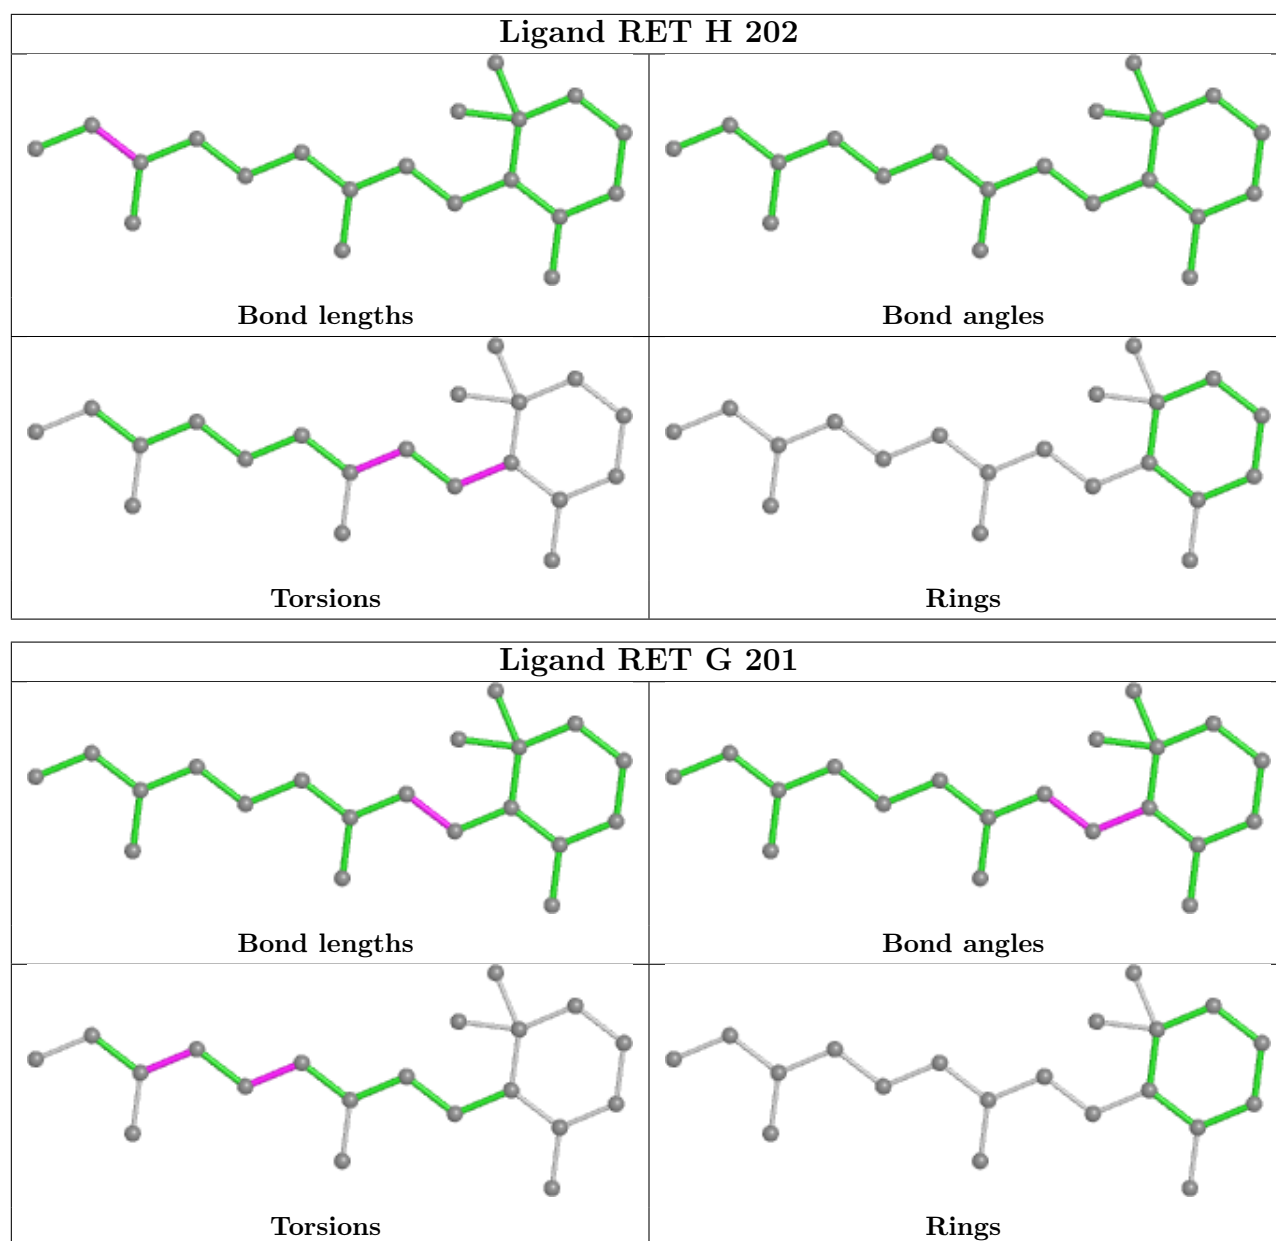 Ligand RET H 202
Bond lengths
Bond angles
Torsions
Rings
Ligand RET G 201
Bond lengths
Bond angles
Torsions
Rings